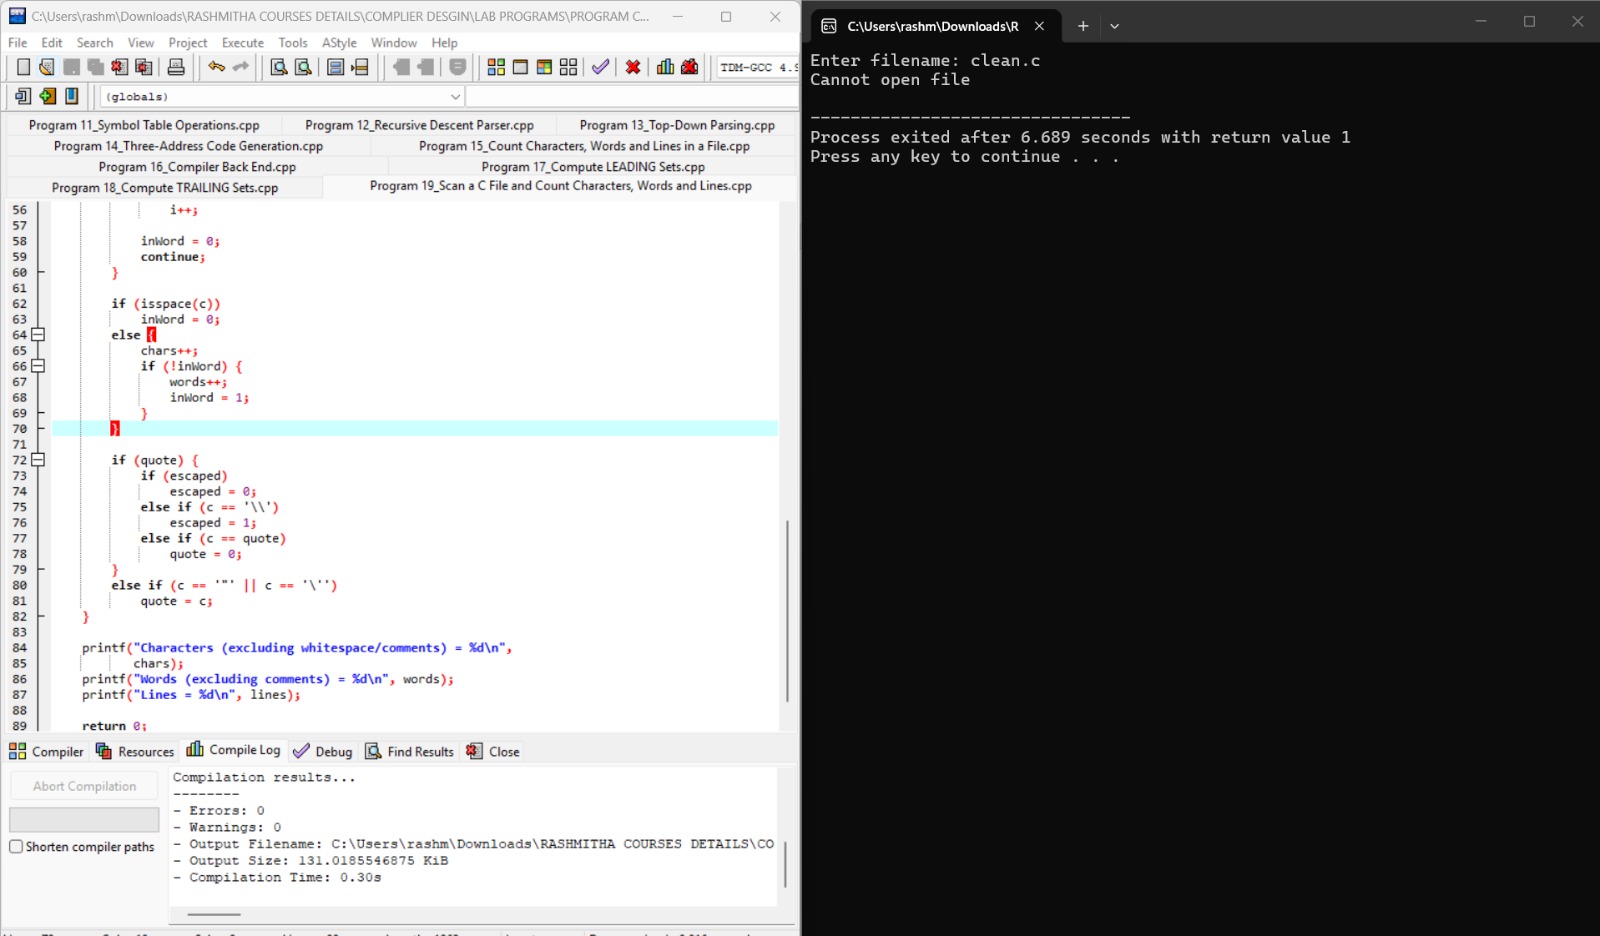 C:\Users\rashm\Downloads\RASHMITHA COURSES DETAILS\COMPLIER DESGIN\LAB PROGRAMS\PROGRAM C...
File Edit Search View Project Execute Tools AStyle Window Help
TDM-GCC 4.9
(globals)
Program 11_Symbol Table Operations.cpp Program 12_Recursive Descent Parser.cpp Program 13_Top-Down Parsing.cpp
Program 14_Three-Address Code Generation.cpp Program 15_Count Characters, Words and Lines in a File.cpp
Program 16_Compiler Back End.cpp Program 17_Compute LEADING Sets.cpp
Program 18_Compute TRAILING Sets.cpp Program 19_Scan a C File and Count Characters, Words and Lines.cpp
56 i++;
57
58 inWord = 0;
59 continue;
60 }
61
62 if (isspace(c))
63 inWord = 0;
64 else {
65 chars++;
66 if (!inWord) {
67 words++;
68 inWord = 1;
69 }
70 }
71
72 if (quote) {
73 if (escaped)
74 escaped = 0;
75 else if (c == '\\')
76 escaped = 1;
77 else if (c == quote)
78 quote = 0;
79 }
80 else if (c == '"' || c == '\'')
81 quote = c;
82 }
83
84 printf("Characters (excluding whitespace/comments) = %d\n",
85 chars);
86 printf("Words (excluding comments) = %d\n", words);
87 printf("Lines = %d\n", lines);
88
89 return 0;
Compiler Resources Compile Log Debug Find Results Close
Abort Compilation
Shorten compiler paths
Compilation results...
--------
- Errors: 0
- Warnings: 0
- Output Filename: C:\Users\rashm\Downloads\RASHMITHA COURSES DETAILS\CO
- Output Size: 131.0185546875 KiB
- Compilation Time: 0.30s
C:\Users\rashm\Downloads\R
Enter filename: clean.c
Cannot open file
--------------------------------
Process exited after 6.689 seconds with return value 1
Press any key to continue . . .